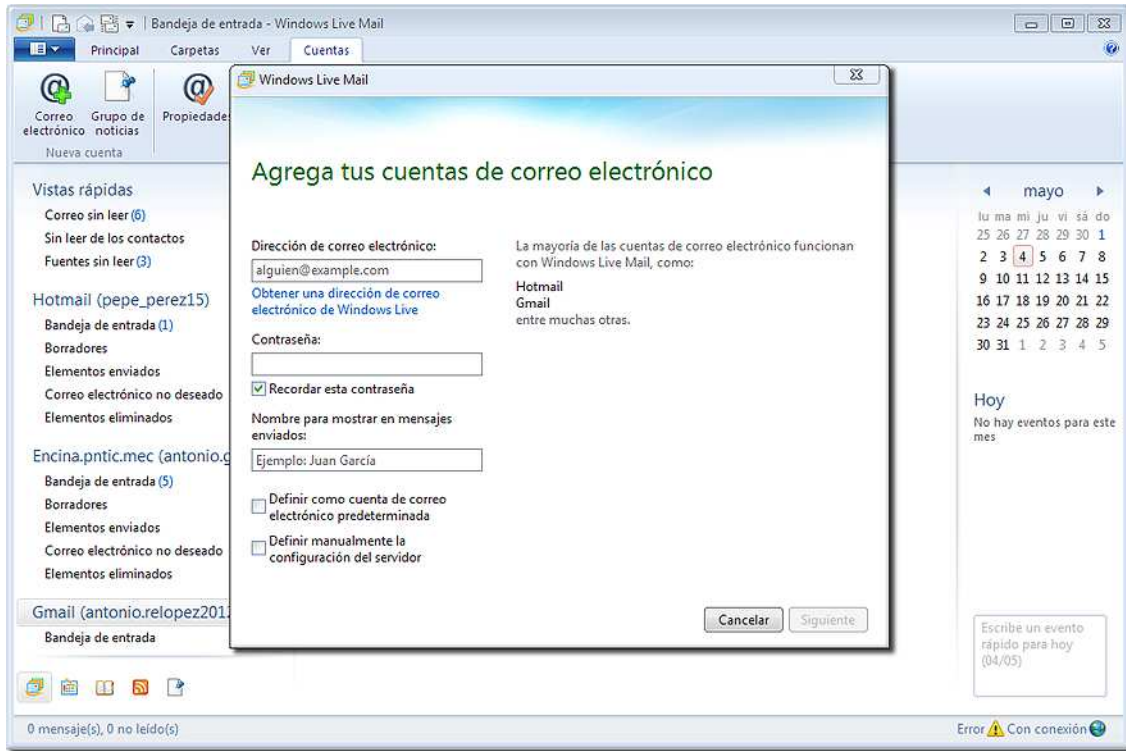 Bandeja de entrada - Windows Live Mail
Principal Carpetas Ver Cuentas
Correo electrónico
Grupo de noticias
Propiedades
Nueva cuenta
Vistas rápidas
Correo sin leer (6)
Sin leer de los contactos
Fuentes sin leer (3)
Hotmail (pepe_perez15)
Bandeja de entrada (1)
Borradores
Elementos enviados
Correo electrónico no deseado
Elementos eliminados
Encina.pntic.mec (antonio.g
Bandeja de entrada (5)
Borradores
Elementos enviados
Correo electrónico no deseado
Elementos eliminados
Gmail (antonio.relopez201
Bandeja de entrada
Windows Live Mail
Agrega tus cuentas de correo electrónico
Dirección de correo electrónico:
alguien@example.com
Obtener una dirección de correo
electrónico de Windows Live
Contraseña:
Recordar esta contraseña
Nombre para mostrar en mensajes
enviados:
Ejemplo: Juan García
Definir como cuenta de correo
electrónico predeterminada
Definir manualmente la
configuración del servidor
La mayoría de las cuentas de correo electrónico funcionan
con Windows Live Mail, como:
Hotmail
Gmail
entre muchas otras.
Cancelar Siguiente
mayo
lu ma mi ju vi sá do
25 26 27 28 29 30 1
2 3 4 5 6 7 8
9 10 11 12 13 14 15
16 17 18 19 20 21 22
23 24 25 26 27 28 29
30 31 1 2 3 4 5
Hoy
No hay eventos para este
mes
Escribe un evento
rápido para hoy
(04/05)
0 mensaje(s), 0 no leído(s)
Error Con conexión